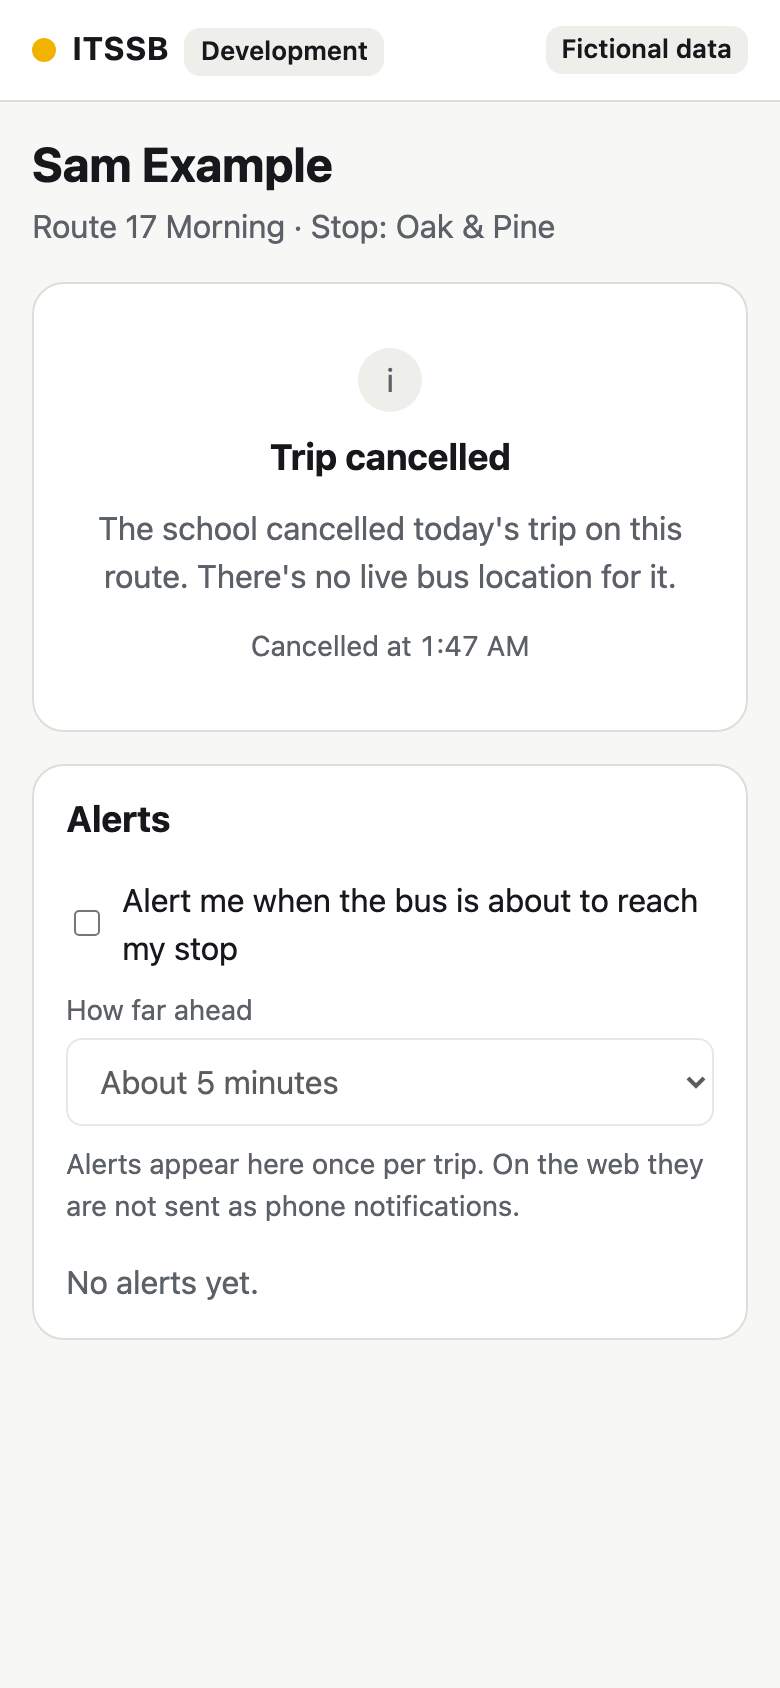 ITSSB Development Fictional data
Sam Example
Route 17 Morning · Stop: Oak & Pine
i
Trip cancelled
The school cancelled today's trip on this
route. There's no live bus location for it.
Cancelled at 1:47 AM
Alerts
Alert me when the bus is about to reach
my stop
How far ahead
About 5 minutes
Alerts appear here once per trip. On the web they
are not sent as phone notifications.
No alerts yet.